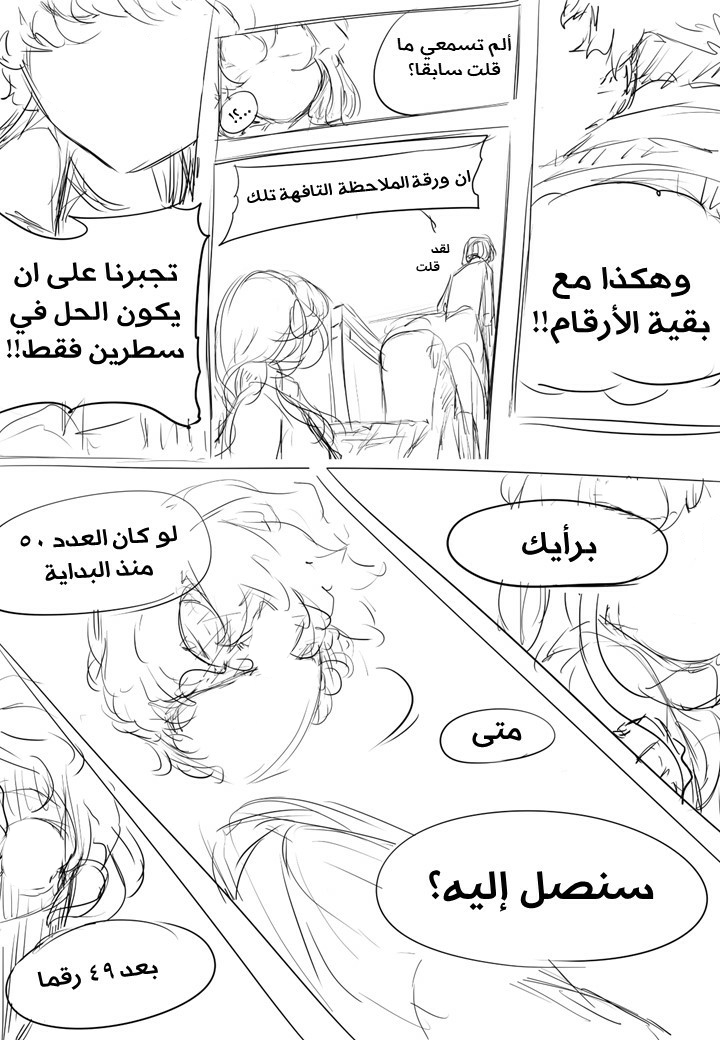 وهكذا مع
بقية الأرقام!!
ألم تسمعي ما
قلت سابقا؟
...؟!
ان ورقة الملاحظة التافهة تلك
لقد
قلت
تجبرنا على ان
يكون الحل في
سطرين فقط!!
برأيك
متى
سنصل إليه؟
لو كان العدد ٥٠
منذ البداية
بعد ٤٩ رقما